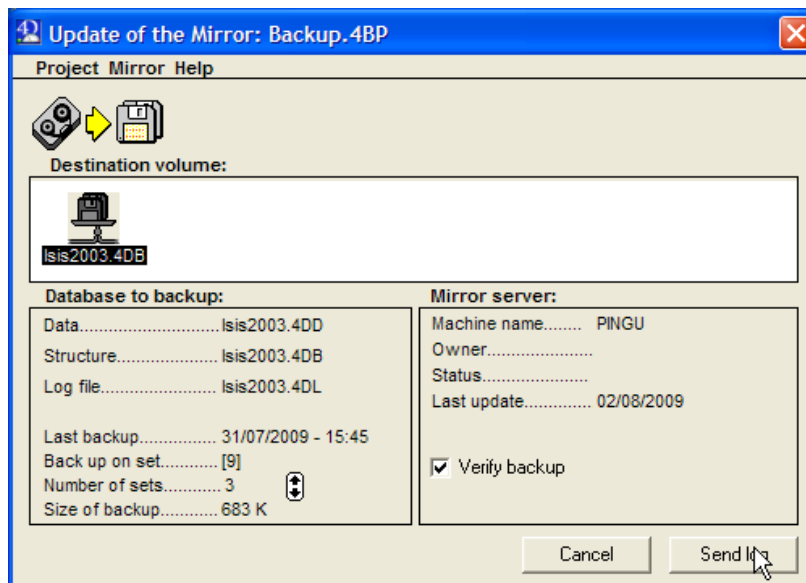 Update of the Mirror: Backup.4BP
Project Mirror Help
Destination volume:
Isis2003.4DB
Database to backup:
Data..............................Isis2003.4DD
Structure.................... Isis2003.4DB
Log file....................... Isis2003.4DL
Last backup............... 31/07/2009 - 15:45
Back up on set........... [9]
Number of sets........... 3
Size of backup........... 683 K
Mirror server:
Machine name........ PINGU
Owner......................
Status......................
Last update.............. 02/08/2009
Verify backup
Cancel
Send log